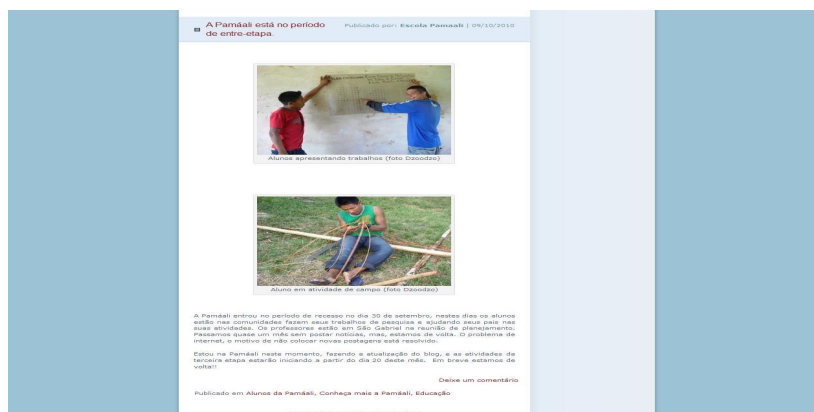 A Pamáali está no período
de entre-etapa.
Publicado por: Escola Pamaali | 09/10/2010
Alunos apresentando trabalhos (foto Dzoodzo)
Aluno em atividade de campo (foto Dzoodzo)
A Pamáali entrou no período de recesso no dia 30 de setembro, nestes dias os alunos
estão nas comunidades fazem seus trabalhos de pesquisa e ajudando seus pais nas
suas atividades. Os professores estão em São Gabriel na reunião de planejamento.
Passamos quase um mês sem postar notícias, mas, estamos de volta. O problema de
internet, o motivo de não colocar novas postagens está resolvido.
Estou na Pamáali neste momento, fazendo a atualização do blog, e as atividades da
terceira etapa estarão iniciando a partir do dia 20 deste mês. Em breve estamos de
volta!!
Deixe um comentário
Publicado em Alunos da Pamáali, Conheça mais a Pamáali, Educação